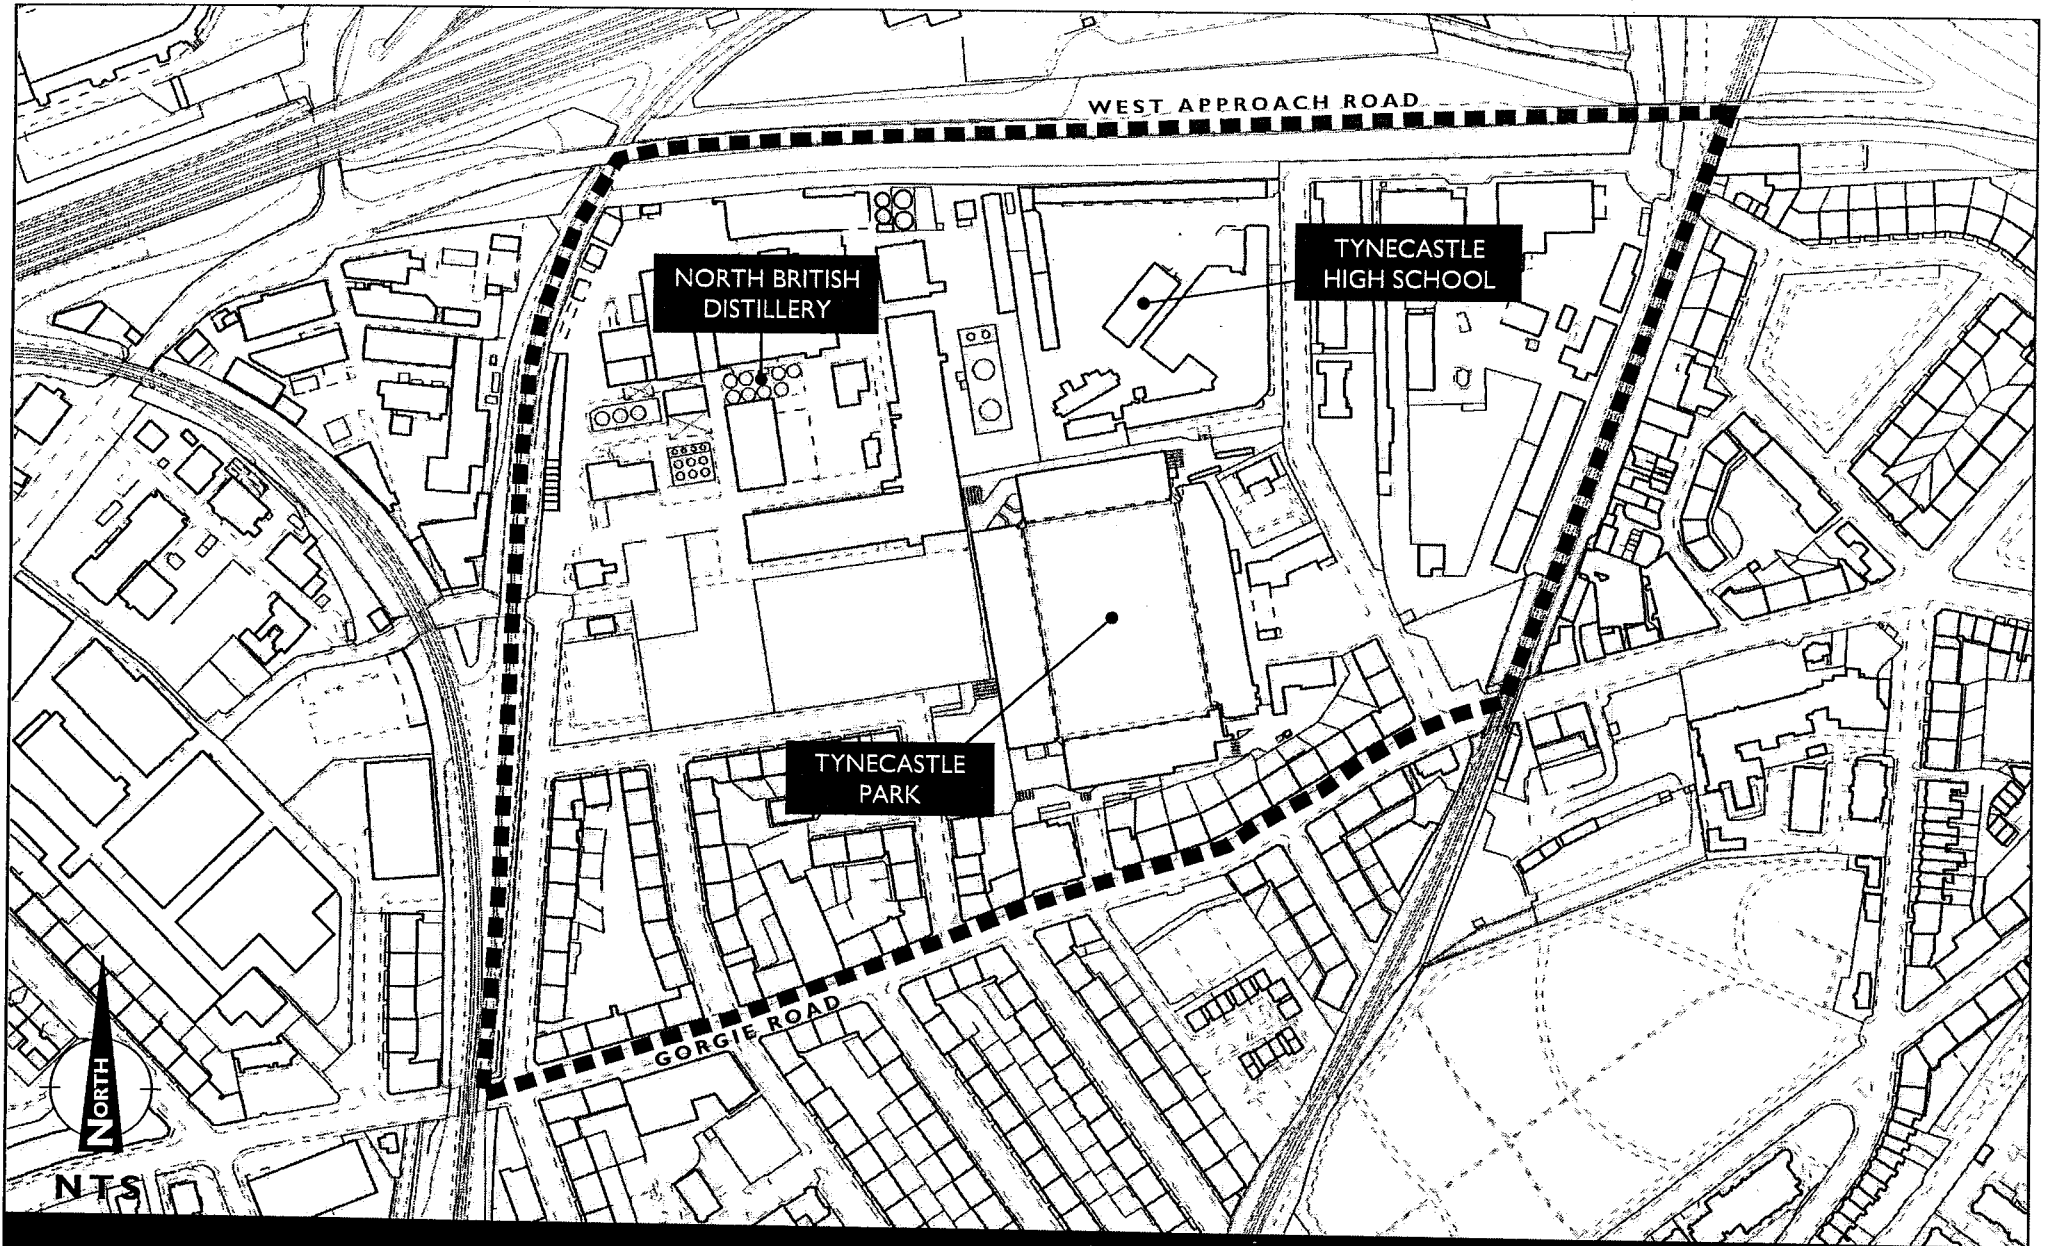 WEST APPROACH ROAD
NORTH BRITISH
DISTILLERY
TYNECASTLE
HIGH SCHOOL
TYNECASTLE
PARK
GORGIE ROAD
NORTH
NTS